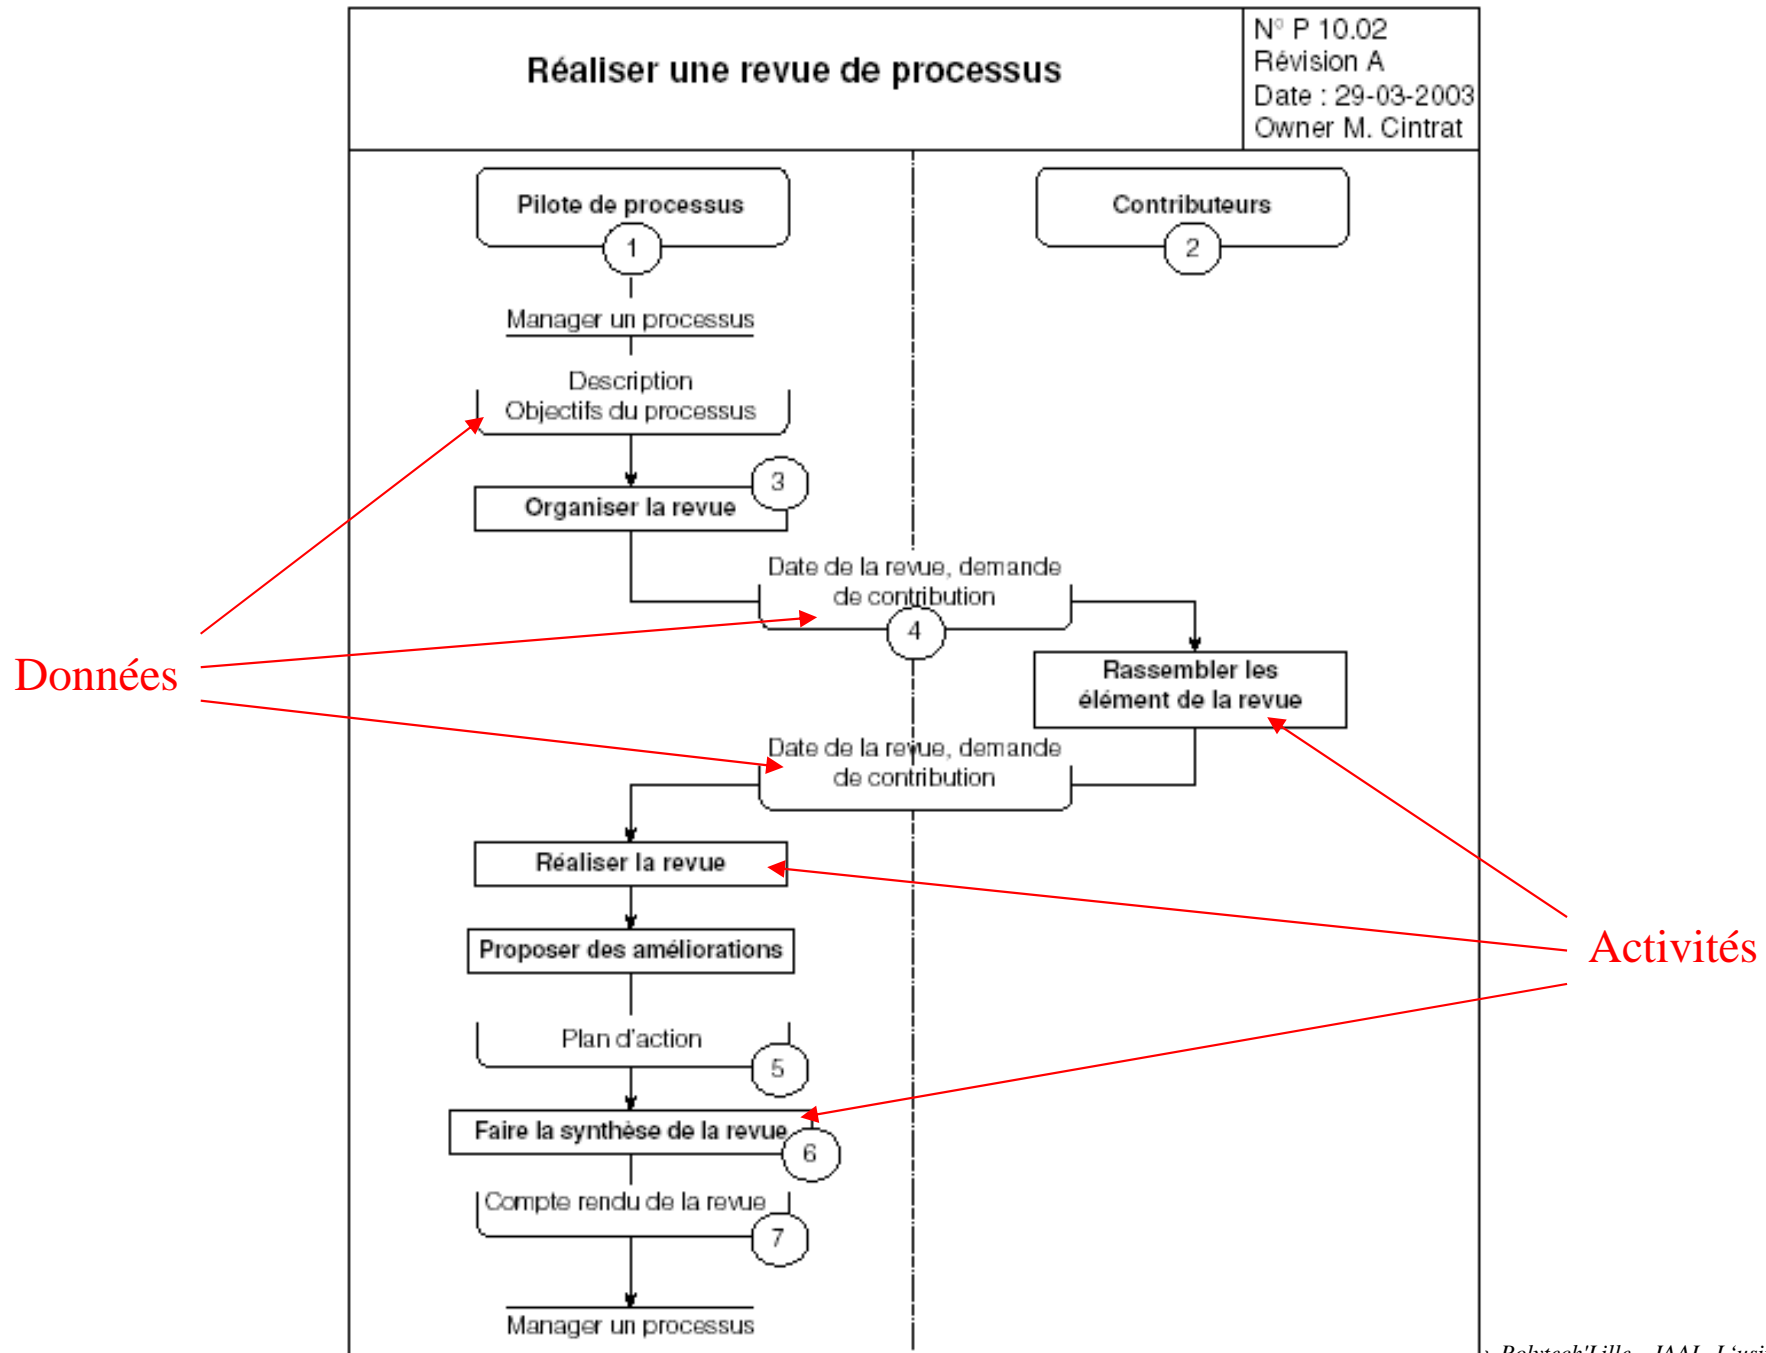 Réaliser une revue de processus
N° P 10.02
Révision A
Date : 29-03-2003
Owner M. Cintrat
Pilote de processus
1
Contributeurs
2
Manager un processus
Description
Objectifs du processus
3
Organiser la revue
Date de la revue, demande
de contribution
4
Données
Rassembler les
élément de la revue
Date de la revue, demande
de contribution
Réaliser la revue
Activités
Proposer des améliorations
Plan d'action
5
Faire la synthèse de la revue
6
Compte rendu de la revue
7
Manager un processus
Polytech'Lille